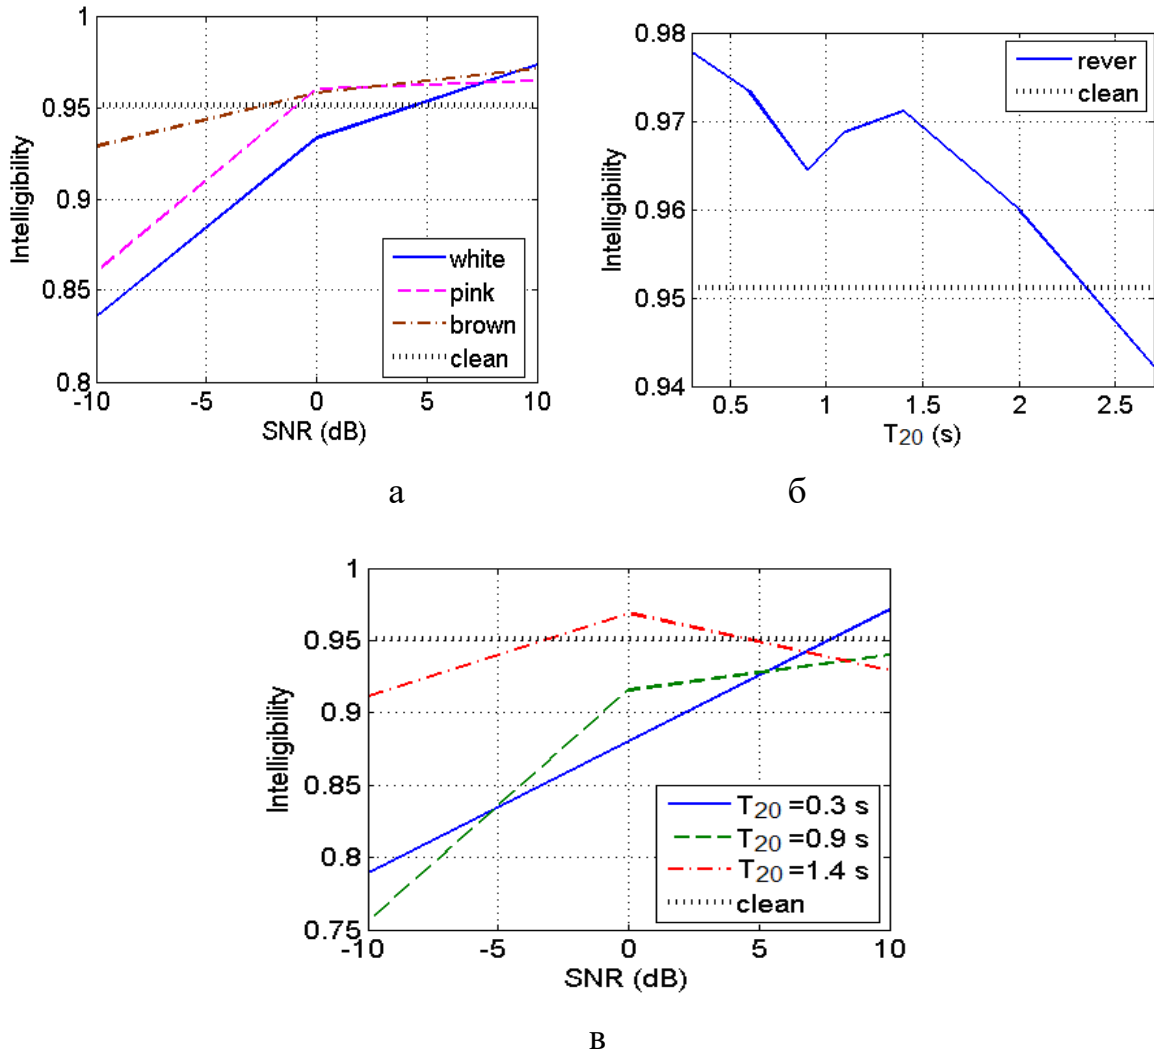 1
0.95
0.9
0.85
0.8
-10
-5
0
5
10
Intelligibility
SNR (dB)
white
pink
brown
clean
а
0.98
0.97
0.96
0.95
0.94
0.5
1
1.5
2
2.5
Intelligibility
T20 (s)
rever
clean
б
1
0.95
0.9
0.85
0.8
0.75
-10
-5
0
5
10
Intelligibility
SNR (dB)
T20 =0.3 s
T20 =0.9 s
T20 =1.4 s
clean
в